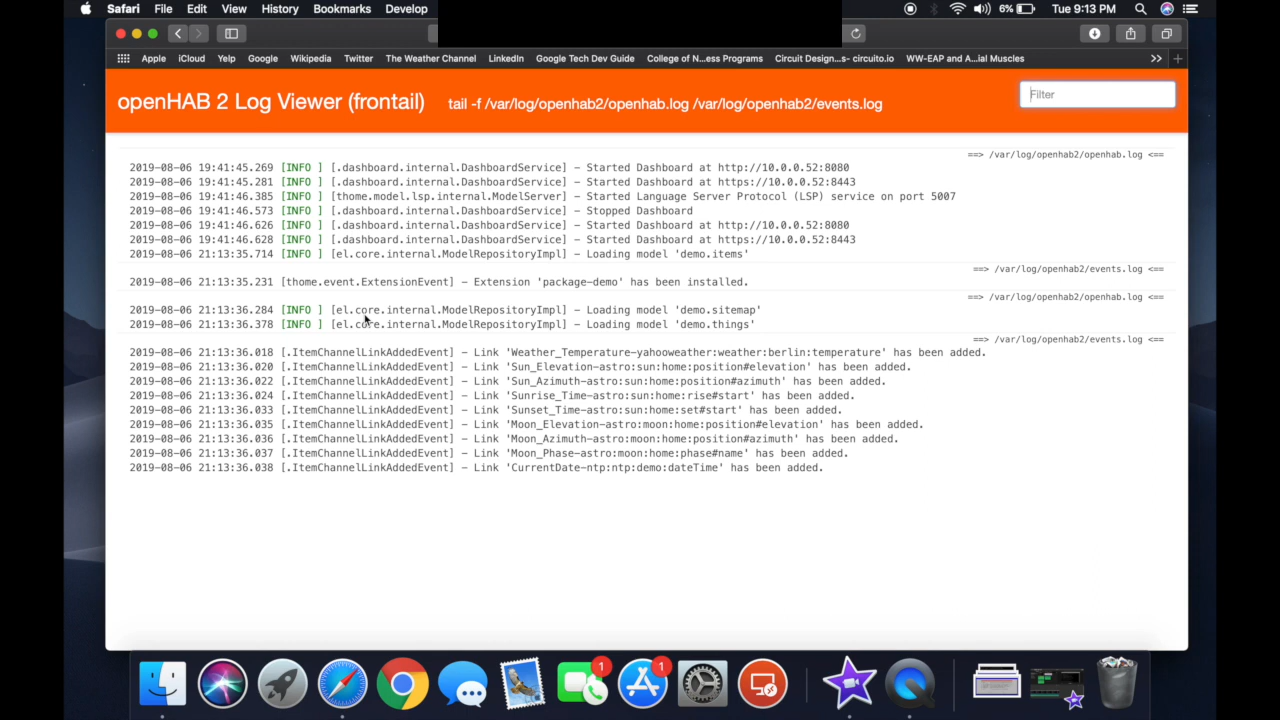 Safari File Edit View History Bookmarks Develop 6% Tue 9:13 PM
Apple iCloud Yelp Google Wikipedia Twitter The Weather Channel LinkedIn Google Tech Dev Guide College of N...ess Programs Circuit Design...s- circuito.io WW-EAP and A...ial Muscles >> +
openHAB 2 Log Viewer (frontail) tail -f /var/log/openhab2/openhab.log /var/log/openhab2/events.log Filter
==> /var/log/openhab2/openhab.log <==
2019-08-06 19:41:45.269 [INFO ] [.dashboard.internal.DashboardService] - Started Dashboard at http://10.0.0.52:8080
2019-08-06 19:41:45.281 [INFO ] [.dashboard.internal.DashboardService] - Started Dashboard at https://10.0.0.52:8443
2019-08-06 19:41:46.385 [INFO ] [thome.model.lsp.internal.ModelServer] - Started Language Server Protocol (LSP) service on port 5007
2019-08-06 19:41:46.573 [INFO ] [.dashboard.internal.DashboardService] - Stopped Dashboard
2019-08-06 19:41:46.626 [INFO ] [.dashboard.internal.DashboardService] - Started Dashboard at http://10.0.0.52:8080
2019-08-06 19:41:46.628 [INFO ] [.dashboard.internal.DashboardService] - Started Dashboard at https://10.0.0.52:8443
2019-08-06 21:13:35.714 [INFO ] [el.core.internal.ModelRepositoryImpl] - Loading model 'demo.items'
==> /var/log/openhab2/events.log <==
2019-08-06 21:13:35.231 [thome.event.ExtensionEvent] - Extension 'package-demo' has been installed.
==> /var/log/openhab2/openhab.log <==
2019-08-06 21:13:36.284 [INFO ] [el.core.internal.ModelRepositoryImpl] - Loading model 'demo.sitemap'
2019-08-06 21:13:36.378 [INFO ] [el.core.internal.ModelRepositoryImpl] - Loading model 'demo.things'
==> /var/log/openhab2/events.log <==
2019-08-06 21:13:36.018 [.ItemChannelLinkAddedEvent] - Link 'Weather_Temperature-yahooweather:weather:berlin:temperature' has been added.
2019-08-06 21:13:36.020 [.ItemChannelLinkAddedEvent] - Link 'Sun_Elevation-astro:sun:home:position#elevation' has been added.
2019-08-06 21:13:36.022 [.ItemChannelLinkAddedEvent] - Link 'Sun_Azimuth-astro:sun:home:position#azimuth' has been added.
2019-08-06 21:13:36.024 [.ItemChannelLinkAddedEvent] - Link 'Sunrise_Time-astro:sun:home:rise#start' has been added.
2019-08-06 21:13:36.033 [.ItemChannelLinkAddedEvent] - Link 'Sunset_Time-astro:sun:home:set#start' has been added.
2019-08-06 21:13:36.035 [.ItemChannelLinkAddedEvent] - Link 'Moon_Elevation-astro:moon:home:position#elevation' has been added.
2019-08-06 21:13:36.036 [.ItemChannelLinkAddedEvent] - Link 'Moon_Azimuth-astro:moon:home:position#azimuth' has been added.
2019-08-06 21:13:36.037 [.ItemChannelLinkAddedEvent] - Link 'Moon_Phase-astro:moon:home:phase#name' has been added.
2019-08-06 21:13:36.038 [.ItemChannelLinkAddedEvent] - Link 'CurrentDate-ntp:ntp:demo:dateTime' has been added.
1 1